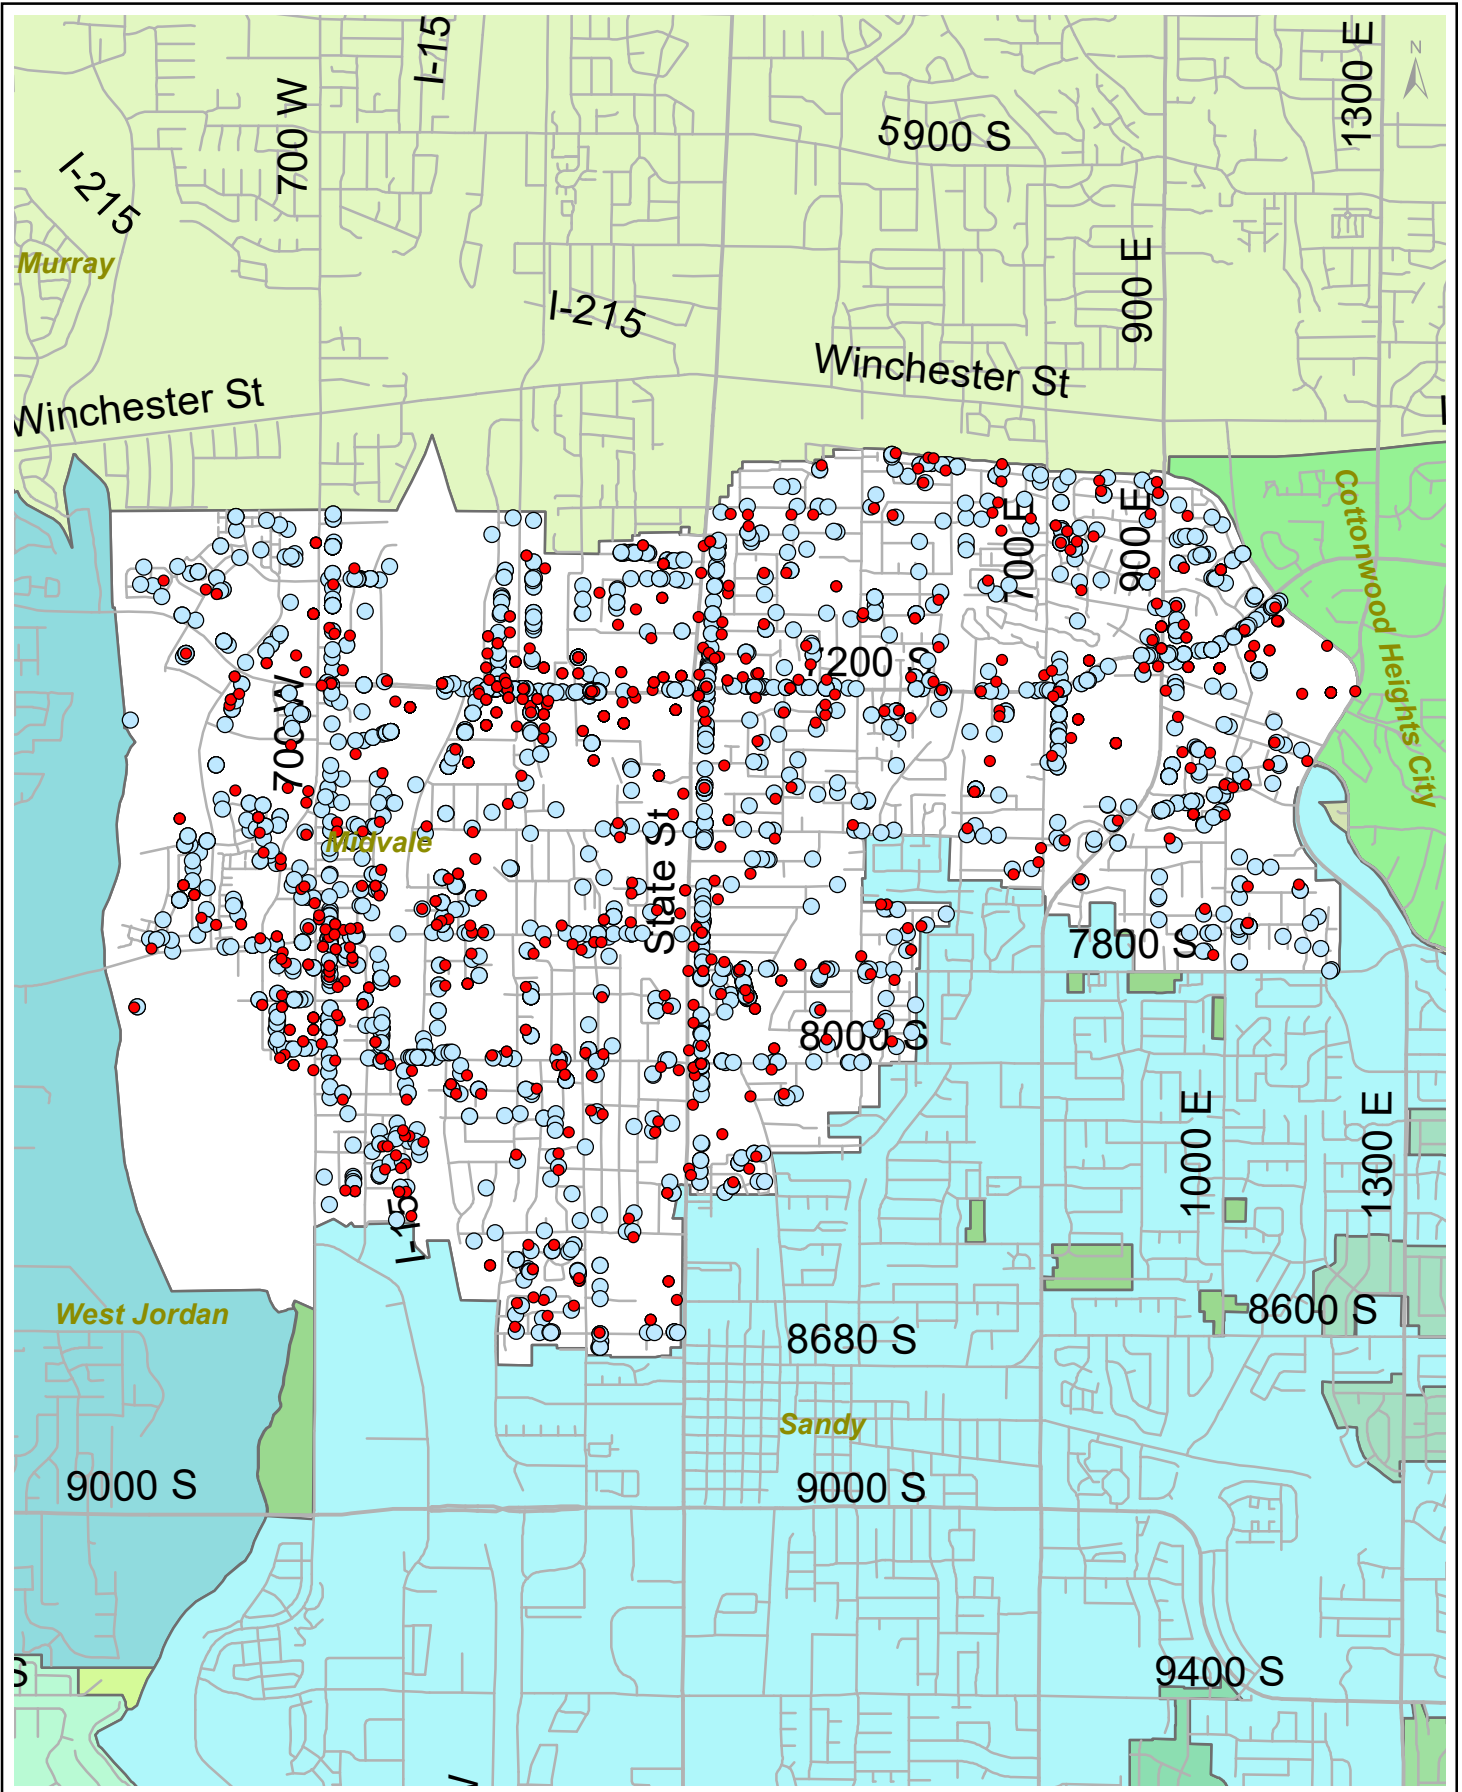 I-15
1300 E
N
700 W
5900 S
I-215
Murray
900 E
I-215
Winchester St
Winchester St
Cottonwood Heights City
700 E
900 E
7200 S
700 W
Midvale
State St
7800 S
8000 S
1000 E
1300 E
I-15
West Jordan
8600 S
8680 S
Sandy
9000 S
9000 S
9400 S
S